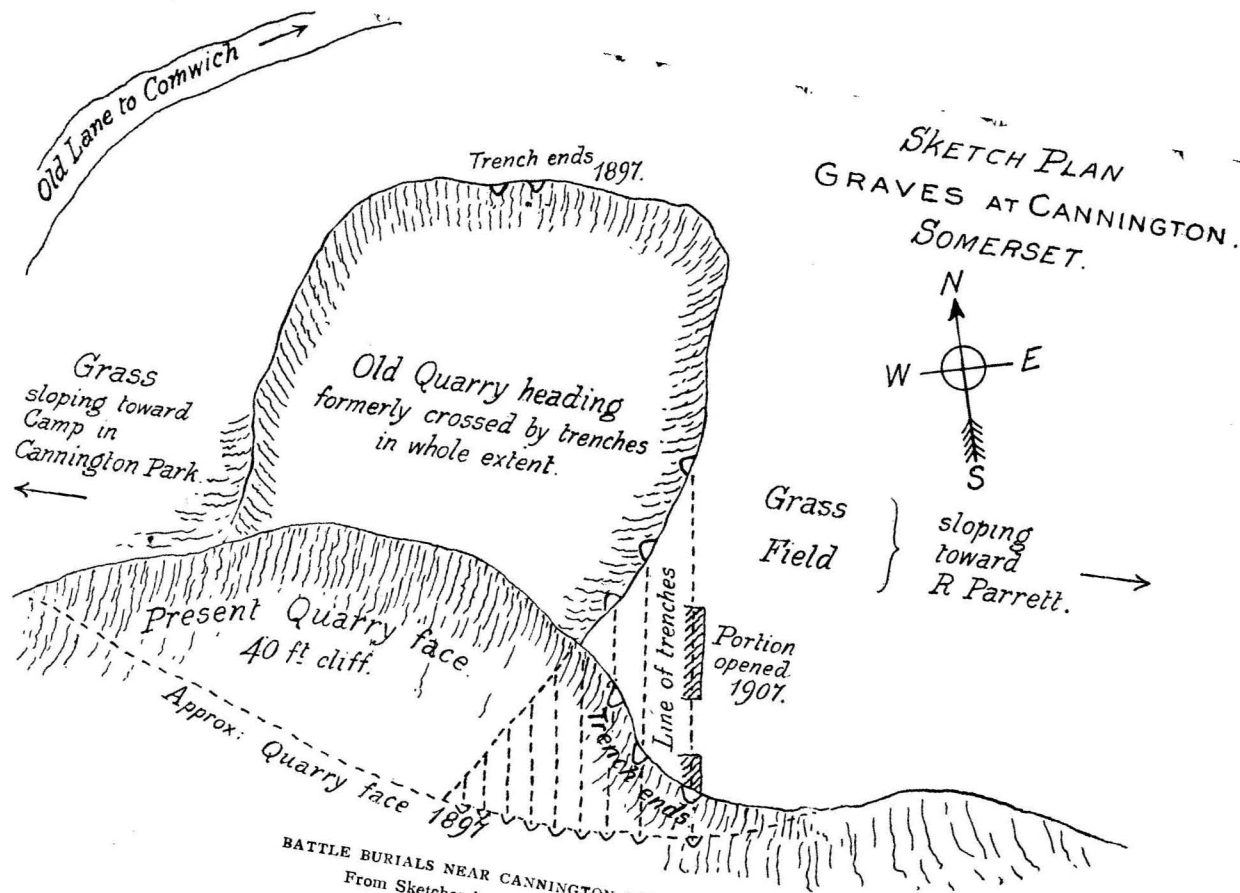 Old Lane to Comwich
Trench ends
1897.
SKETCH PLAN
GRAVES AT CANNINGTON.
SOMERSET.
N
W E
S
Grass
sloping toward
Camp in
Cannington Park.
Old Quarry heading
formerly crossed by trenches
in whole extent.
Grass
Field
sloping
toward
R Parrett.
Present Quarry face.
40 ft cliff.
Line of trenches
Portion
opened
1907.
Trench ends
Approx: Quarry face 1897
BATTLE BURIALS NEAR CANNINGTON
From Sketches